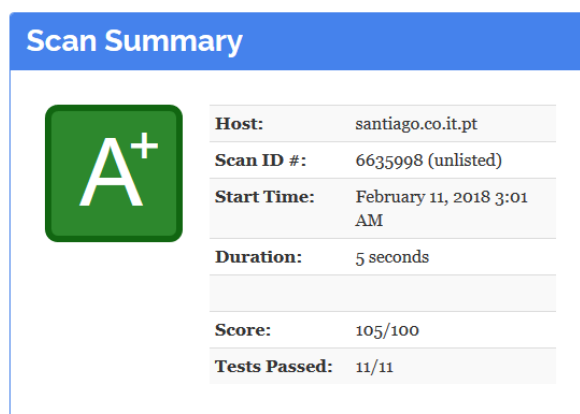 Scan Summary
A+
Host: santiago.co.it.pt
Scan ID #: 6635998 (unlisted)
Start Time: February 11, 2018 3:01
AM
Duration: 5 seconds
Score: 105/100
Tests Passed: 11/11